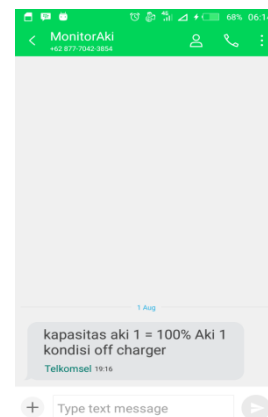 68% 06:14
MonitorAki
+62 877-7042-3854
1 Aug
kapasitas aki 1 = 100% Aki 1
kondisi off charger
Telkomsel 19:16
Type text message